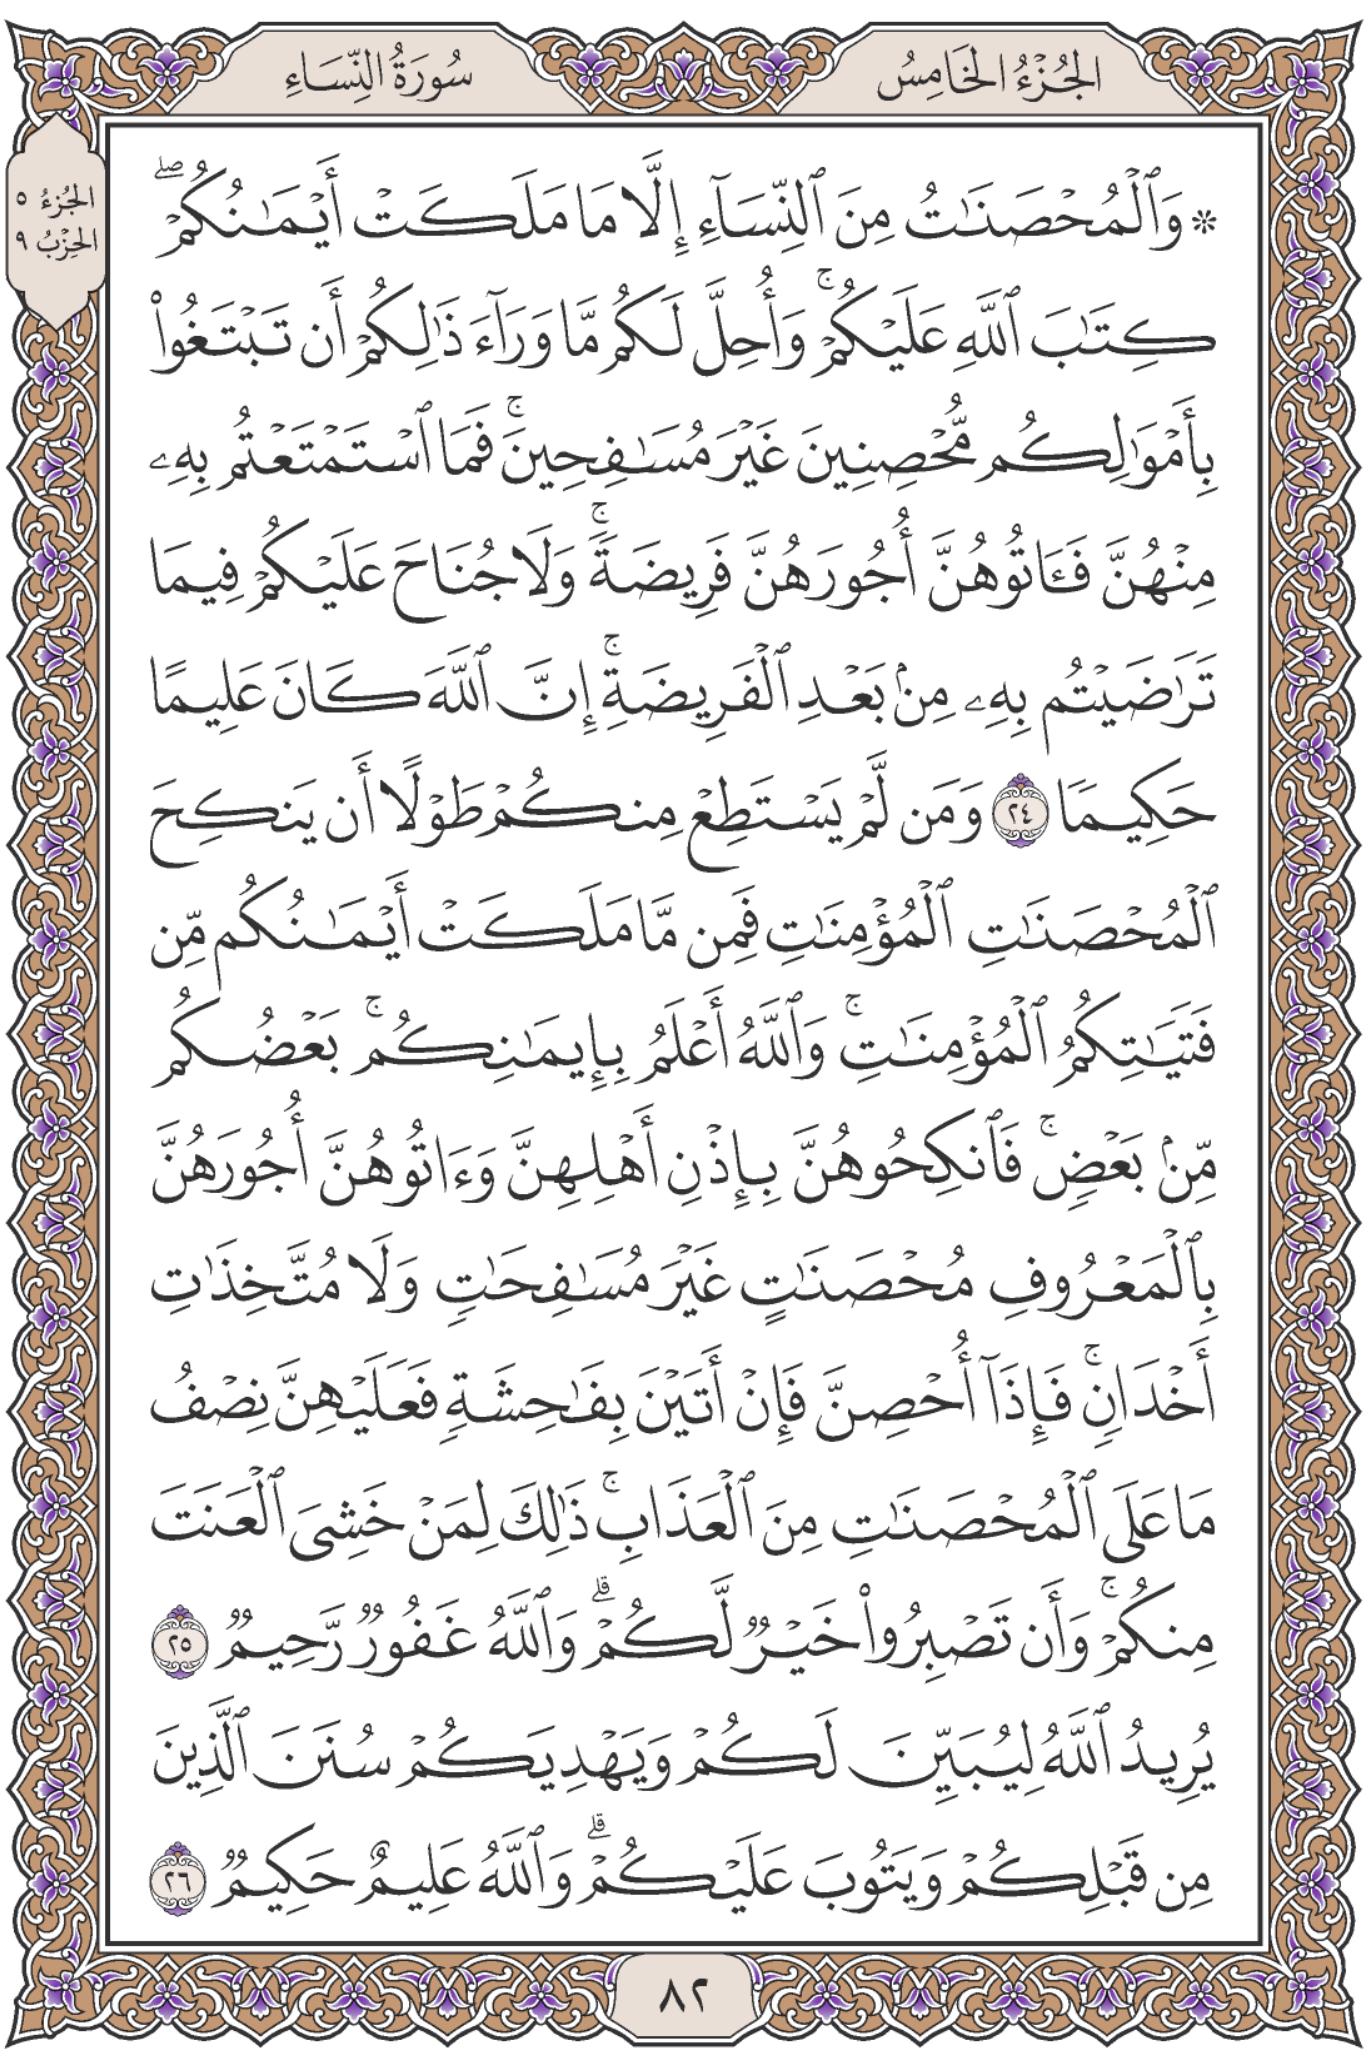 الجُزْءُ الخَامِسُ
سُورَةُ النِّسَاءِ
الجُزءُ ٥
الحِزْبُ ٩
۞ وَٱلْمُحْصَنَٰتُ مِنَ ٱلنِّسَآءِ إِلَّا مَا مَلَكَتْ أَيْمَٰنُكُمْۖ
كِتَٰبَ ٱللَّهِ عَلَيْكُمْۚ وَأُحِلَّ لَكُم مَّا وَرَآءَ ذَٰلِكُمْ أَن تَبْتَغُوا۟
بِأَمْوَٰلِكُم مُّحْصِنِينَ غَيْرَ مُسَٰفِحِينَۚ فَمَا ٱسْتَمْتَعْتُم بِهِۦ
مِنْهُنَّ فَـَٔاتُوهُنَّ أُجُورَهُنَّ فَرِيضَةًۚ وَلَا جُنَاحَ عَلَيْكُمْ فِيمَا
تَرَٰضَيْتُم بِهِۦ مِنۢ بَعْدِ ٱلْفَرِيضَةِۚ إِنَّ ٱللَّهَ كَانَ عَلِيمًا
حَكِيمًا ٢٤ وَمَن لَّمْ يَسْتَطِعْ مِنكُمْ طَوْلًا أَن يَنكِحَ
ٱلْمُحْصَنَٰتِ ٱلْمُؤْمِنَٰتِ فَمِن مَّا مَلَكَتْ أَيْمَٰنُكُم مِّن
فَتَيَٰتِكُمُ ٱلْمُؤْمِنَٰتِۚ وَٱللَّهُ أَعْلَمُ بِإِيمَٰنِكُمۚ بَعْضُكُم
مِّنۢ بَعْضٍۚ فَٱنكِحُوهُنَّ بِإِذْنِ أَهْلِهِنَّ وَءَاتُوهُنَّ أُجُورَهُنَّ
بِٱلْمَعْرُوفِ مُحْصَنَٰتٍ غَيْرَ مُسَٰفِحَٰتٍ وَلَا مُتَّخِذَٰتِ
أَخْدَانٍۚ فَإِذَآ أُحْصِنَّ فَإِنْ أَتَيْنَ بِفَٰحِشَةٍ فَعَلَيْهِنَّ نِصْفُ
مَا عَلَى ٱلْمُحْصَنَٰتِ مِنَ ٱلْعَذَابِۚ ذَٰلِكَ لِمَنْ خَشِىَ ٱلْعَنَتَ
مِنكُمْۚ وَأَن تَصْبِرُوا۟ خَيْرٌ لَّكُمْۗ وَٱللَّهُ غَفُورٌ رَّحِيمٌ ٢٥
يُرِيدُ ٱللَّهُ لِيُبَيِّنَ لَكُمْ وَيَهْدِيَكُمْ سُنَنَ ٱلَّذِينَ
مِن قَبْلِكُمْ وَيَتُوبَ عَلَيْكُمْۗ وَٱللَّهُ عَلِيمٌ حَكِيمٌ ٢٦
٨٢